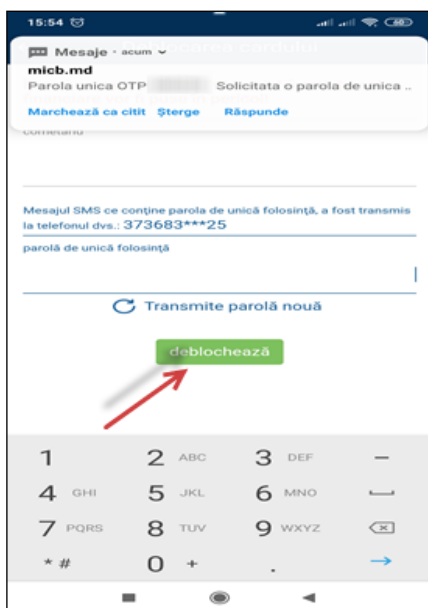 15:54
Mesaje • acum
micb.md
Parola unica OTP Solicitata o parola de unica ..
Marchează ca citit Șterge Răspunde
Mesajul SMS ce conține parola de unică folosință, a fost transmis
la telefonul dvs.: 373683***25
parolă de unică folosință
Transmite parolă nouă
deblochează
1 2 ABC 3 DEF –
4 GHI 5 JKL 6 MNO
7 PQRS 8 TUV 9 WXYZ
* # 0 + .